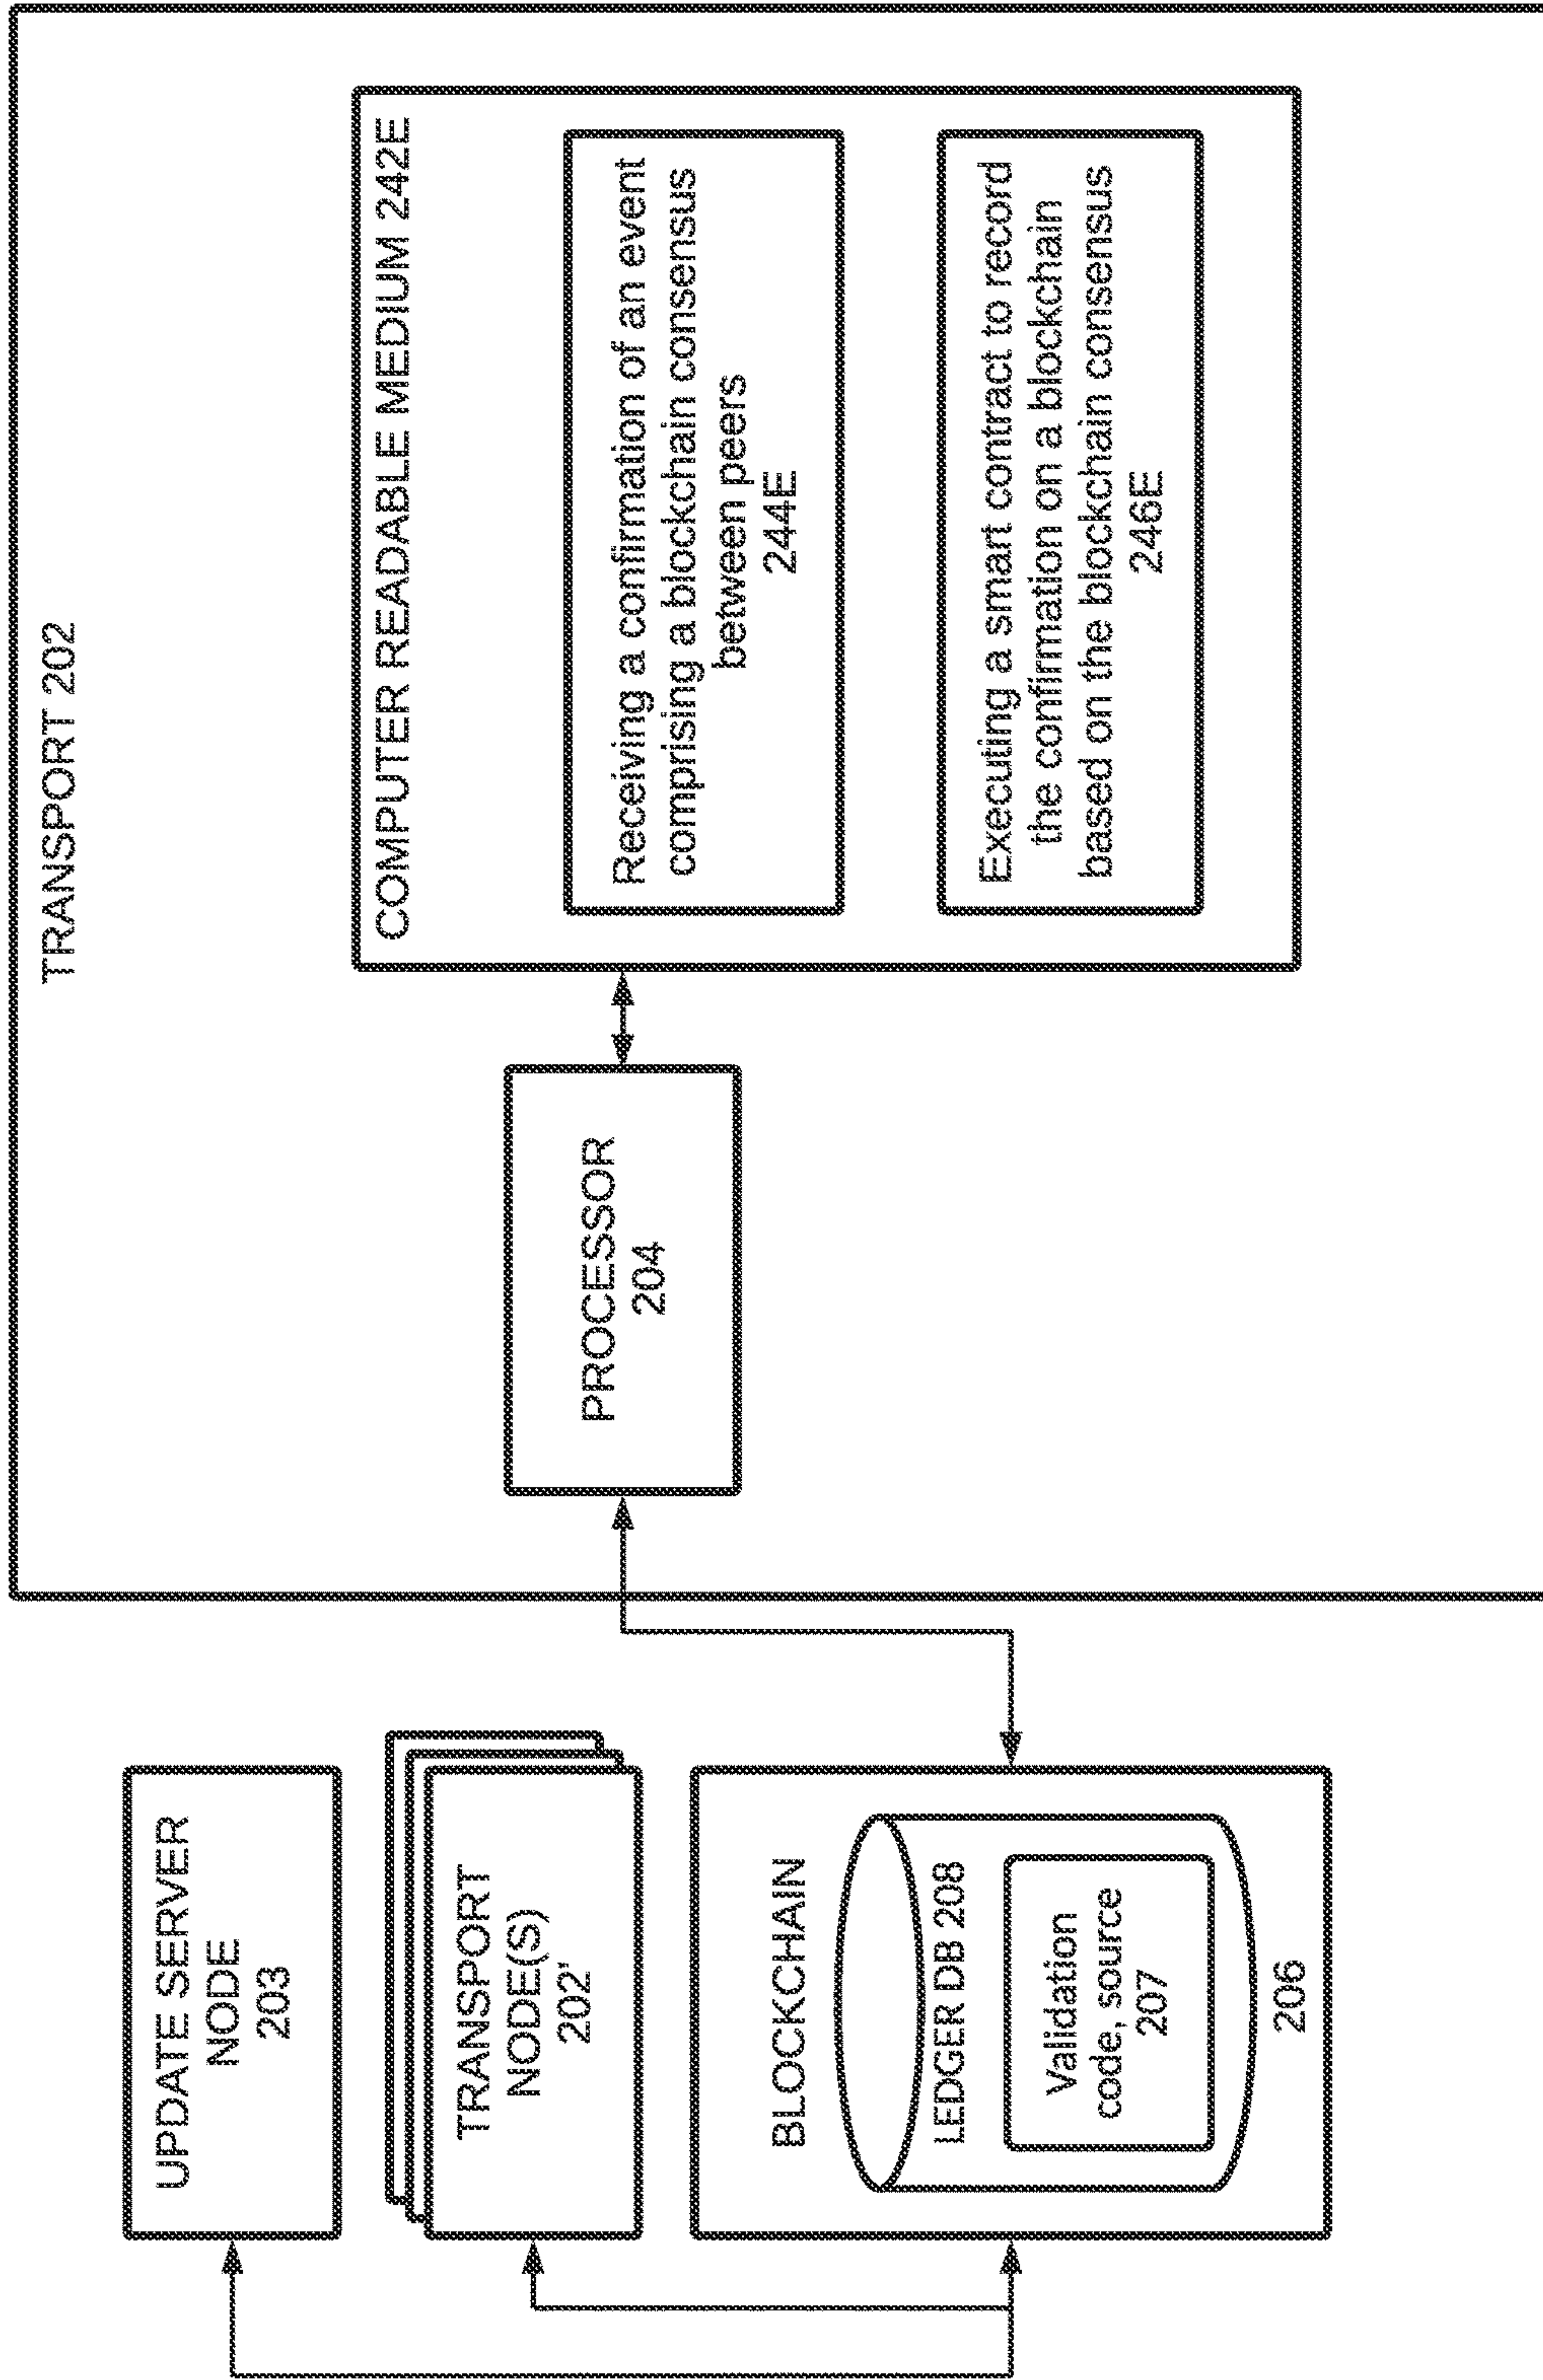 TRANSPORT 202
UPDATE SERVER
NODE
203
TRANSPORT
NODE(S)
202'
BLOCKCHAIN
LEDGER DB 208
Validation
code, source
207
206
PROCESSOR
204
COMPUTER READABLE MEDIUM 242E
Receiving a confirmation of an event
comprising a blockchain consensus
between peers
244E
Executing a smart contract to record
the confirmation on a blockchain
based on the blockchain consensus
246E